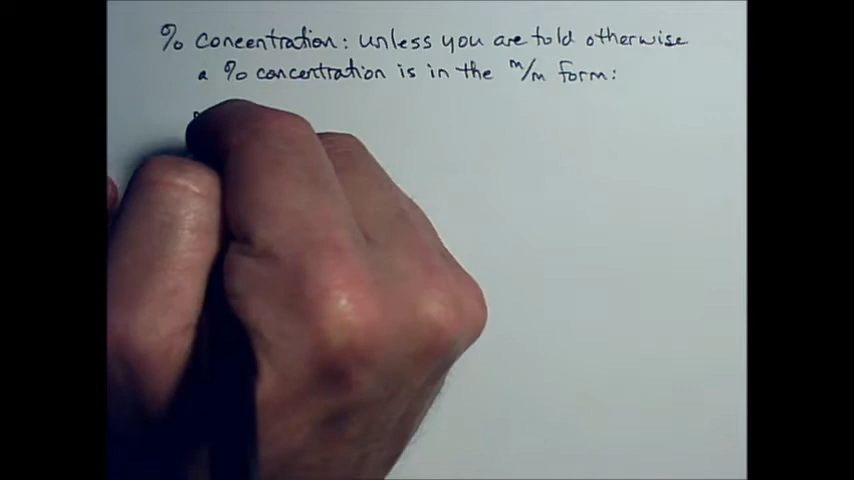 % concentration: unless you are told otherwise
a % concentration is in the m/m form: